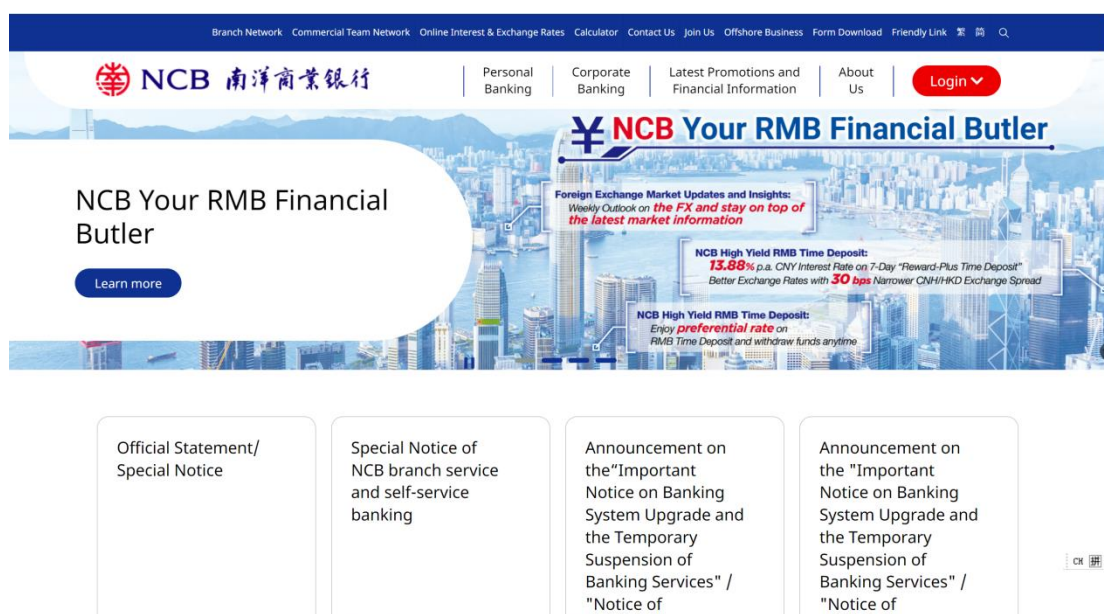 Branch Network Commercial Team Network Online Interest & Exchange Rates Calculator Contact Us Join Us Offshore Business Form Download Friendly Link 繁 简
NCB 南洋商業銀行
Personal Banking
Corporate Banking
Latest Promotions and Financial Information
About Us
Login
¥ NCB Your RMB Financial Butler
NCB Your RMB Financial
Butler
Learn more
Foreign Exchange Market Updates and Insights:
Weekly Outlook on the FX and stay on top of
the latest market information
NCB High Yield RMB Time Deposit:
13.88% p.a. CNY Interest Rate on 7-Day “Reward-Plus Time Deposit”
Better Exchange Rates with 30 bps Narrower CNH/HKD Exchange Spread
NCB High Yield RMB Time Deposit:
Enjoy preferential rate on
RMB Time Deposit and withdraw funds anytime
Official Statement/
Special Notice
Special Notice of
NCB branch service
and self-service
banking
Announcement on
the“Important
Notice on Banking
System Upgrade and
the Temporary
Suspension of
Banking Services" /
"Notice of
Announcement on
the "Important
Notice on Banking
System Upgrade and
the Temporary
Suspension of
Banking Services" /
"Notice of
CH 拼